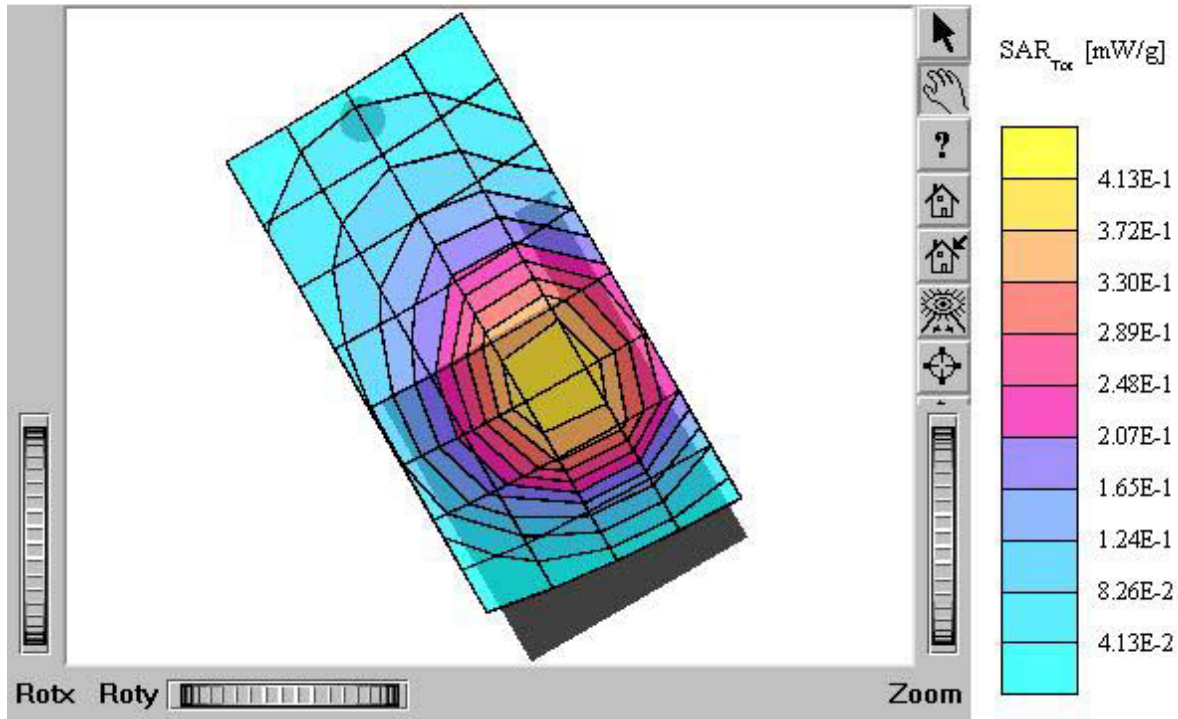 SAR_Tot [mW/g]
?
4.13E-1
3.72E-1
3.30E-1
2.89E-1
2.48E-1
2.07E-1
1.65E-1
1.24E-1
8.26E-2
4.13E-2
Rotx Roty Zoom